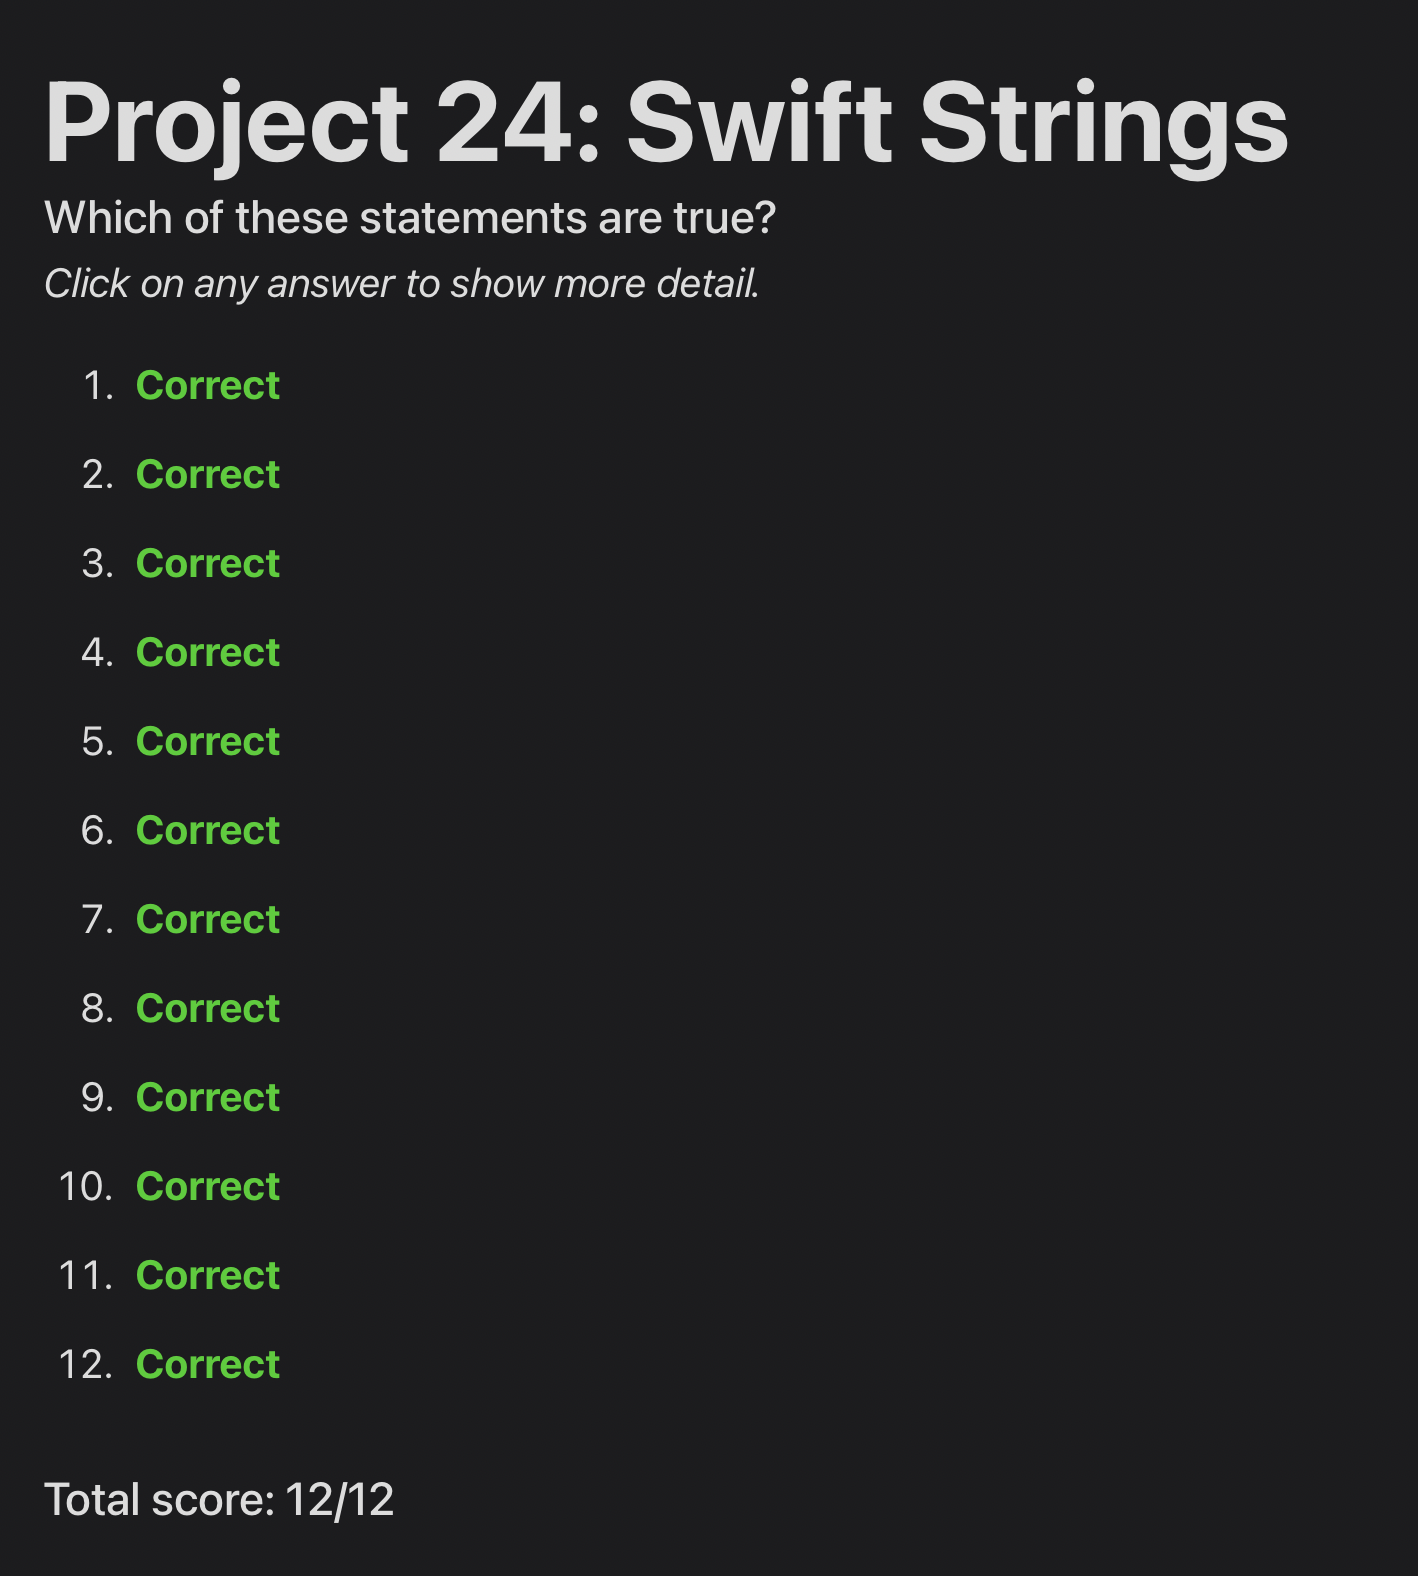 Project 24: Swift Strings
Which of these statements are true?
Click on any answer to show more detail.
1. Correct
2. Correct
3. Correct
4. Correct
5. Correct
6. Correct
7. Correct
8. Correct
9. Correct
10. Correct
11. Correct
12. Correct
Total score: 12/12